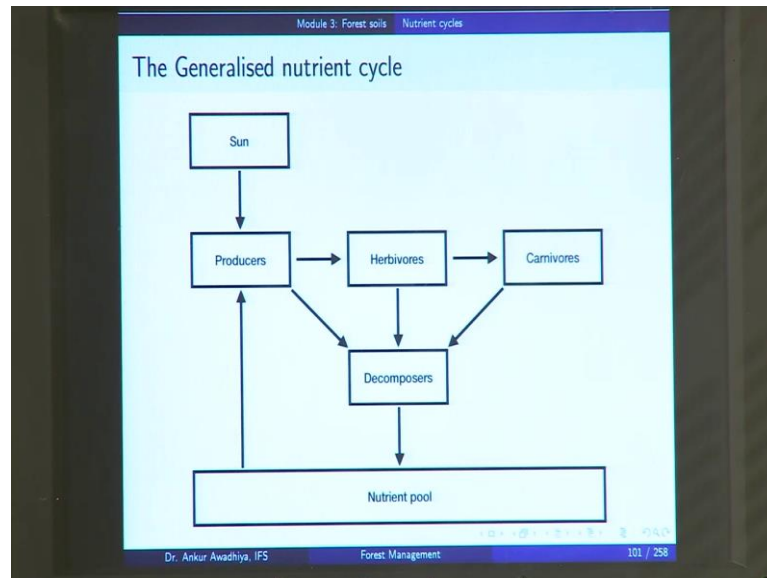 Module 3: Forest soils Nutrient cycles
The Generalised nutrient cycle
Sun
Producers
Herbivores
Carnivores
Decomposers
Nutrient pool
Dr. Ankur Awadhiya, IFS Forest Management 101 / 258